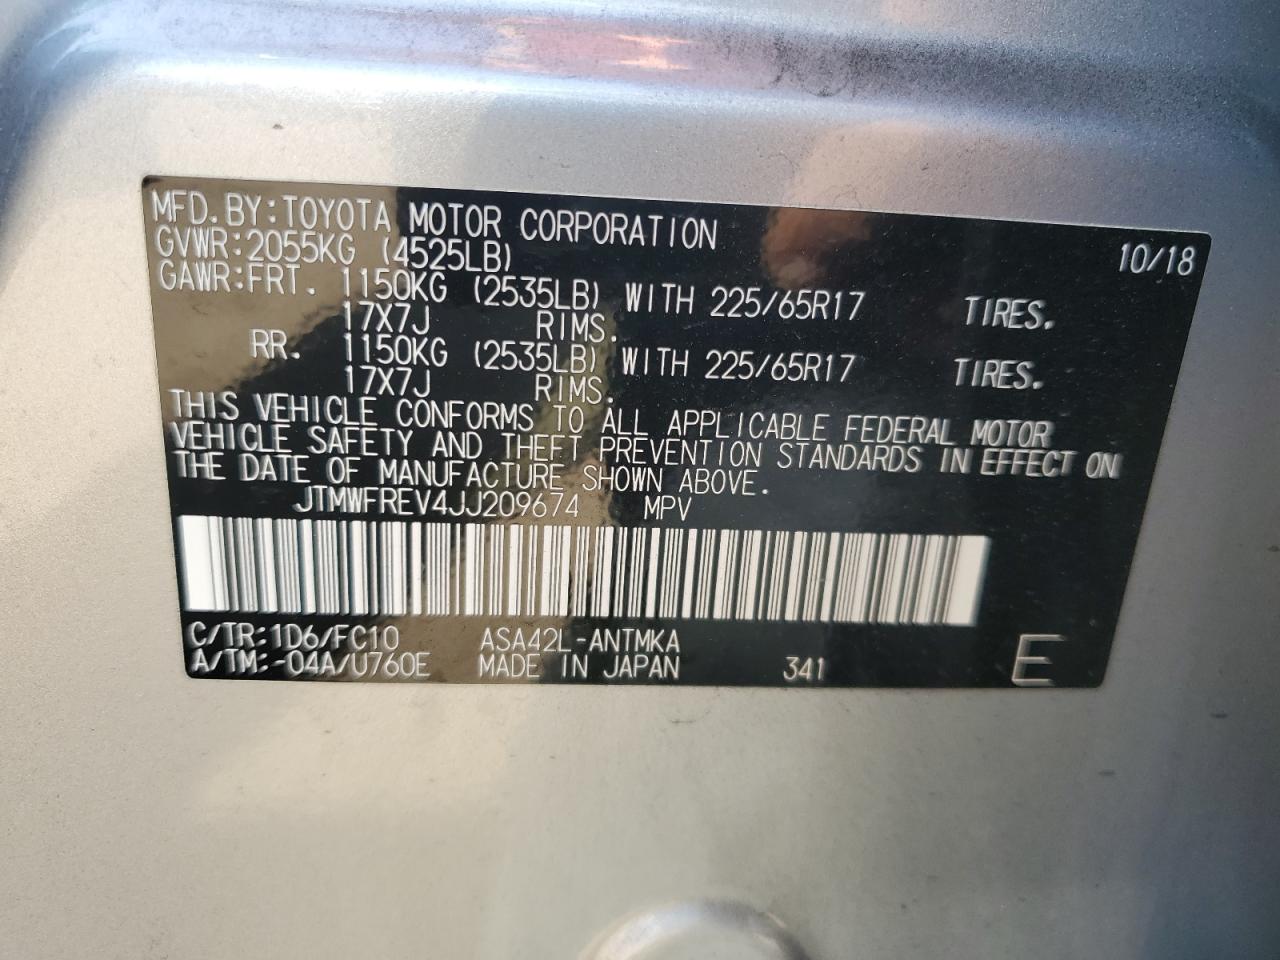 MFD.BY:TOYOTA MOTOR CORPORATION 10/18
GVWR:2055KG (4525LB)
GAWR:FRT. 1150KG (2535LB) WITH 225/65R17 TIRES.
17X7J RIMS.
RR. 1150KG (2535LB) WITH 225/65R17 TIRES.
17X7J RIMS.
THIS VEHICLE CONFORMS TO ALL APPLICABLE FEDERAL MOTOR
VEHICLE SAFETY AND THEFT PREVENTION STANDARDS IN EFFECT ON
THE DATE OF MANUFACTURE SHOWN ABOVE.
JTMWFREV4JJ209674 MPV
C/TR:1D6/FC10 ASA42L-ANTMKA
A/TM:-04A/U760E MADE IN JAPAN 341 E